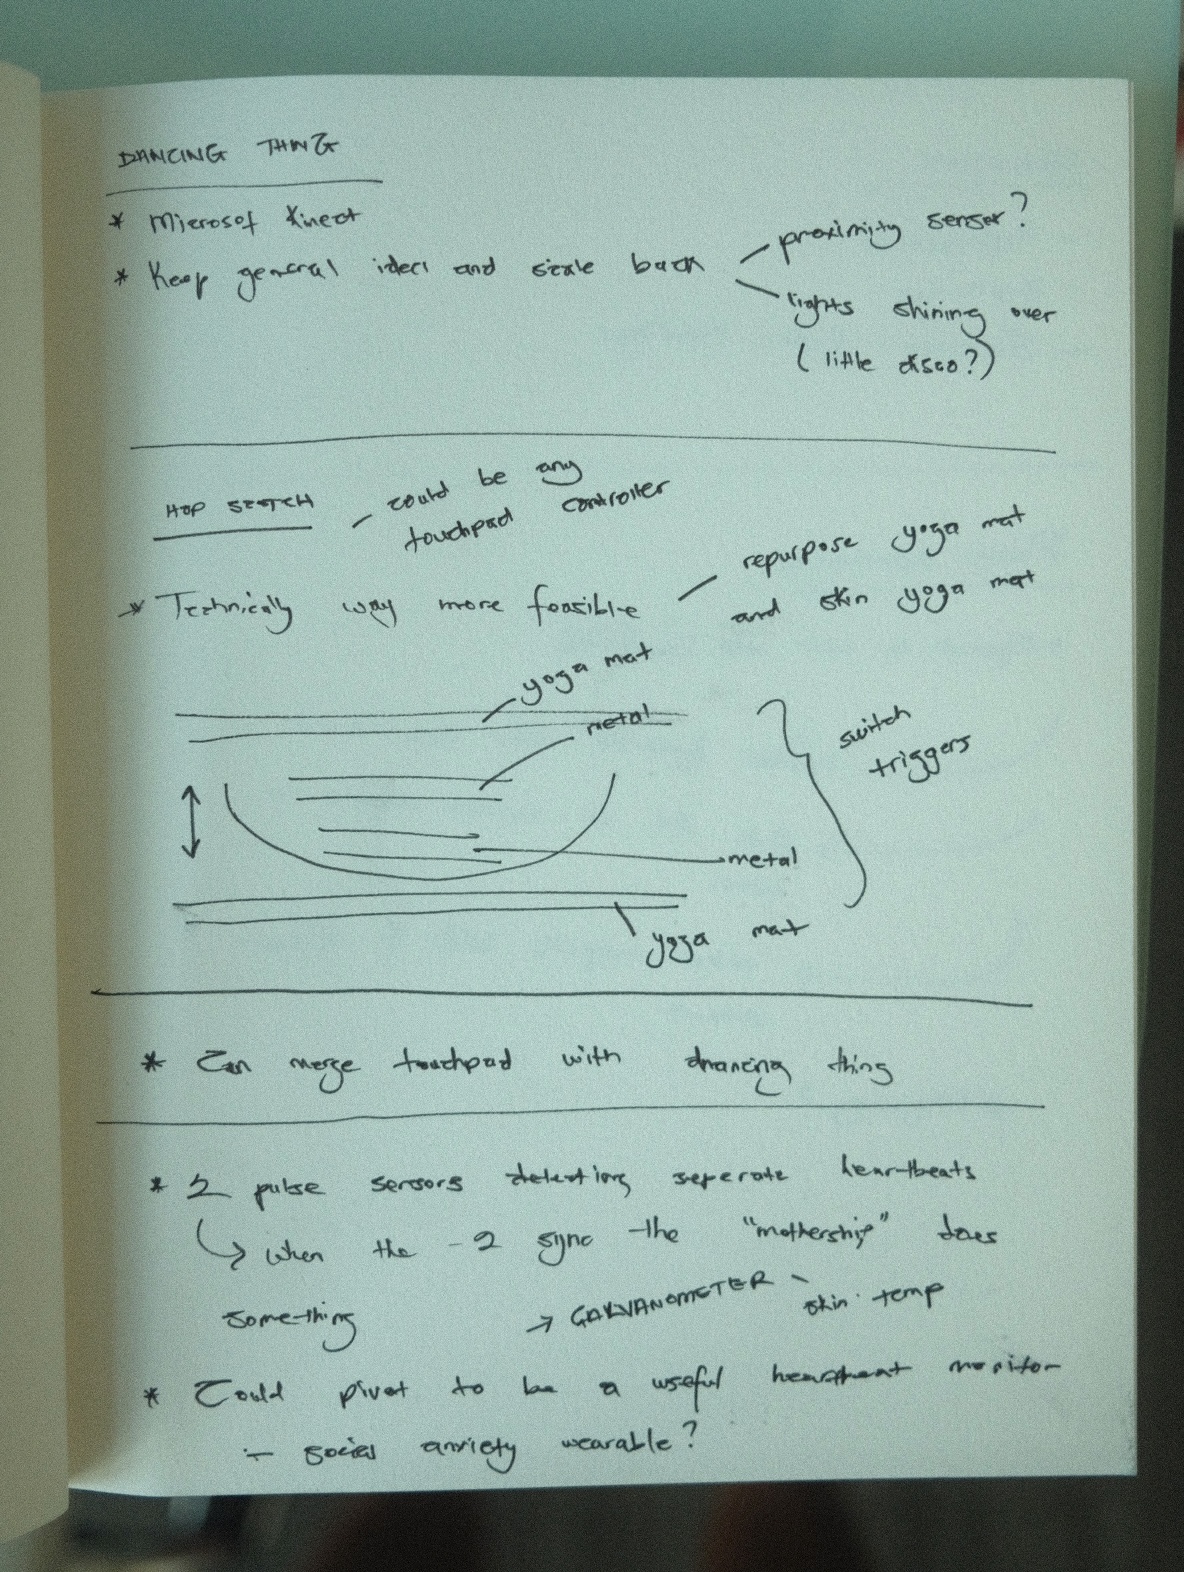 DANCING THING
* Microsof Kinect
* Keep general idea and scale back
proximity sensor?
lights shining over
(little disco?)
HOP SCOTCH
could be any
touchpad controller
* Technically way more feasible
repurpose yoga mat
and skin yoga mat
yoga mat
metal
switch
triggers
metal
yoga mat
* Can merge touchpad with dnancing thing
* 2 pulse sensors detecting seperate heartbeats
↳ when the 2 sync the "mothership" does
something
→ GALVANOMETER - skin temp
* Could pivot to be a useful heartbeat monitor
- social anxiety wearable?